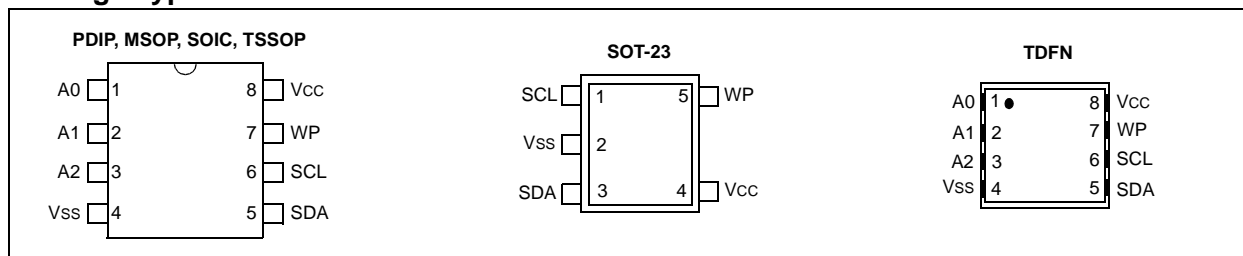 PDIP, MSOP, SOIC, TSSOP
A0 1 8 VCC
A1 2 7 WP
A2 3 6 SCL
VSS 4 5 SDA
SOT-23
SCL 1 5 WP
VSS 2
SDA 3 4 VCC
TDFN
A0 1 8 VCC
A1 2 7 WP
A2 3 6 SCL
VSS 4 5 SDA